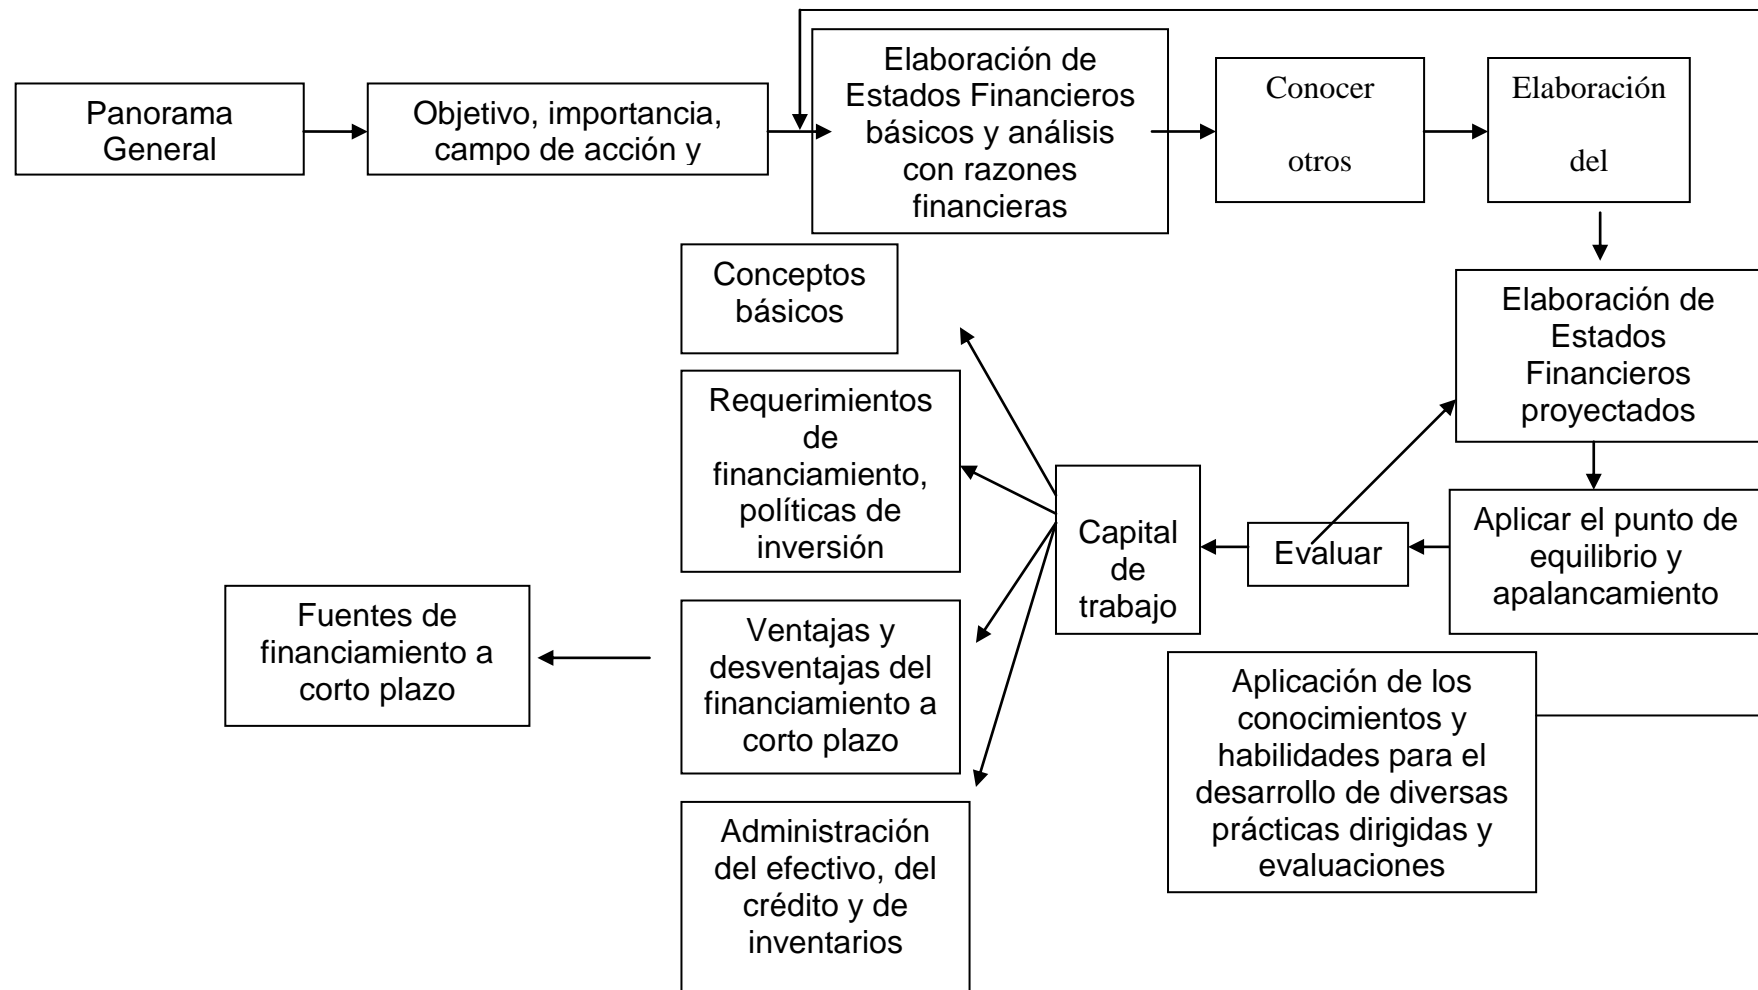 Panorama
General
Objetivo, importancia,
campo de acción y
Elaboración de
Estados Financieros
básicos y análisis
con razones
financieras
Conocer
otros
Elaboración
del
Elaboración de
Estados
Financieros
proyectados
Aplicar el punto de
equilibrio y
apalancamiento
Evaluar
Capital
de
trabajo
Conceptos
básicos
Requerimientos
de
financiamiento,
políticas de
inversión
Ventajas y
desventajas del
financiamiento a
corto plazo
Administración
del efectivo, del
crédito y de
inventarios
Fuentes de
financiamiento a
corto plazo
Aplicación de los
conocimientos y
habilidades para el
desarrollo de diversas
prácticas dirigidas y
evaluaciones